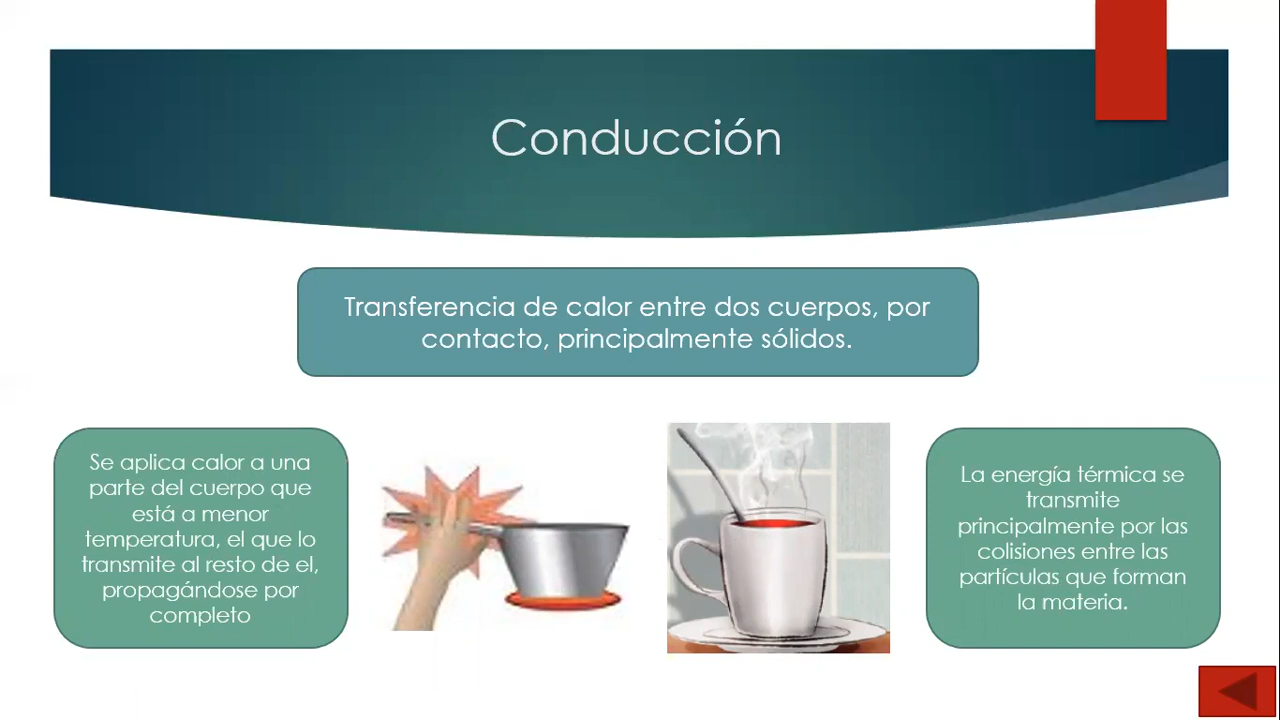 Conducción
Transferencia de calor entre dos cuerpos, por
contacto, principalmente sólidos.
Se aplica calor a una
parte del cuerpo que
está a menor
temperatura, el que lo
transmite al resto de el,
propagándose por
completo
La energía térmica se
transmite
principalmente por las
colisiones entre las
partículas que forman
la materia.